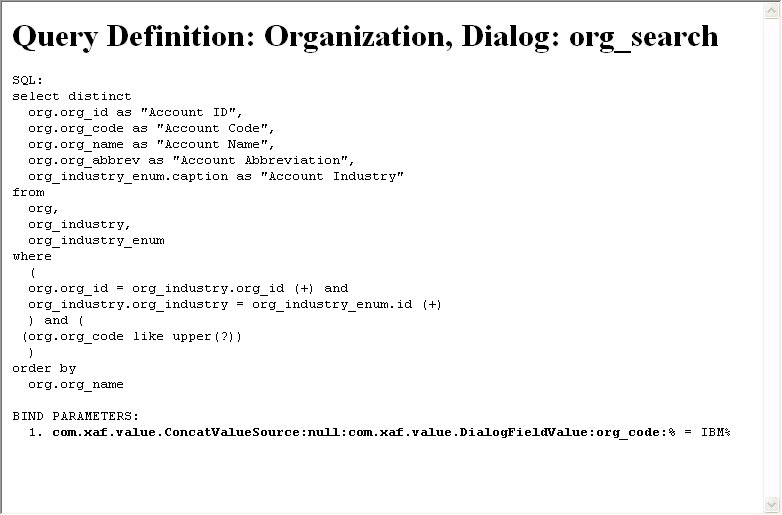 Query Definition: Organization, Dialog: org_search
SQL:
select distinct
  org.org_id as "Account ID",
  org.org_code as "Account Code",
  org.org_name as "Account Name",
  org.org_abbrev as "Account Abbreviation",
  org_industry_enum.caption as "Account Industry"
from
  org,
  org_industry,
  org_industry_enum
where
  (
  org.org_id = org_industry.org_id (+) and
  org_industry.org_industry = org_industry_enum.id (+)
  ) and (
 (org.org_code like upper(?))
  )
order by
  org.org_name
BIND PARAMETERS:
  1. com.xaf.value.ConcatValueSource:null:com.xaf.value.DialogFieldValue:org_code:% = IBM%